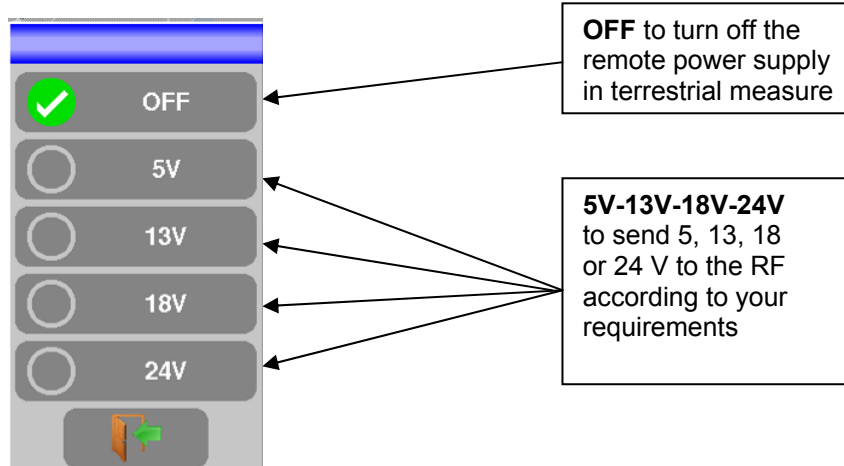 OFF
5V
13V
18V
24V
OFF to turn off the
remote power supply
in terrestrial measure
5V-13V-18V-24V
to send 5, 13, 18
or 24 V to the RF
according to your
requirements